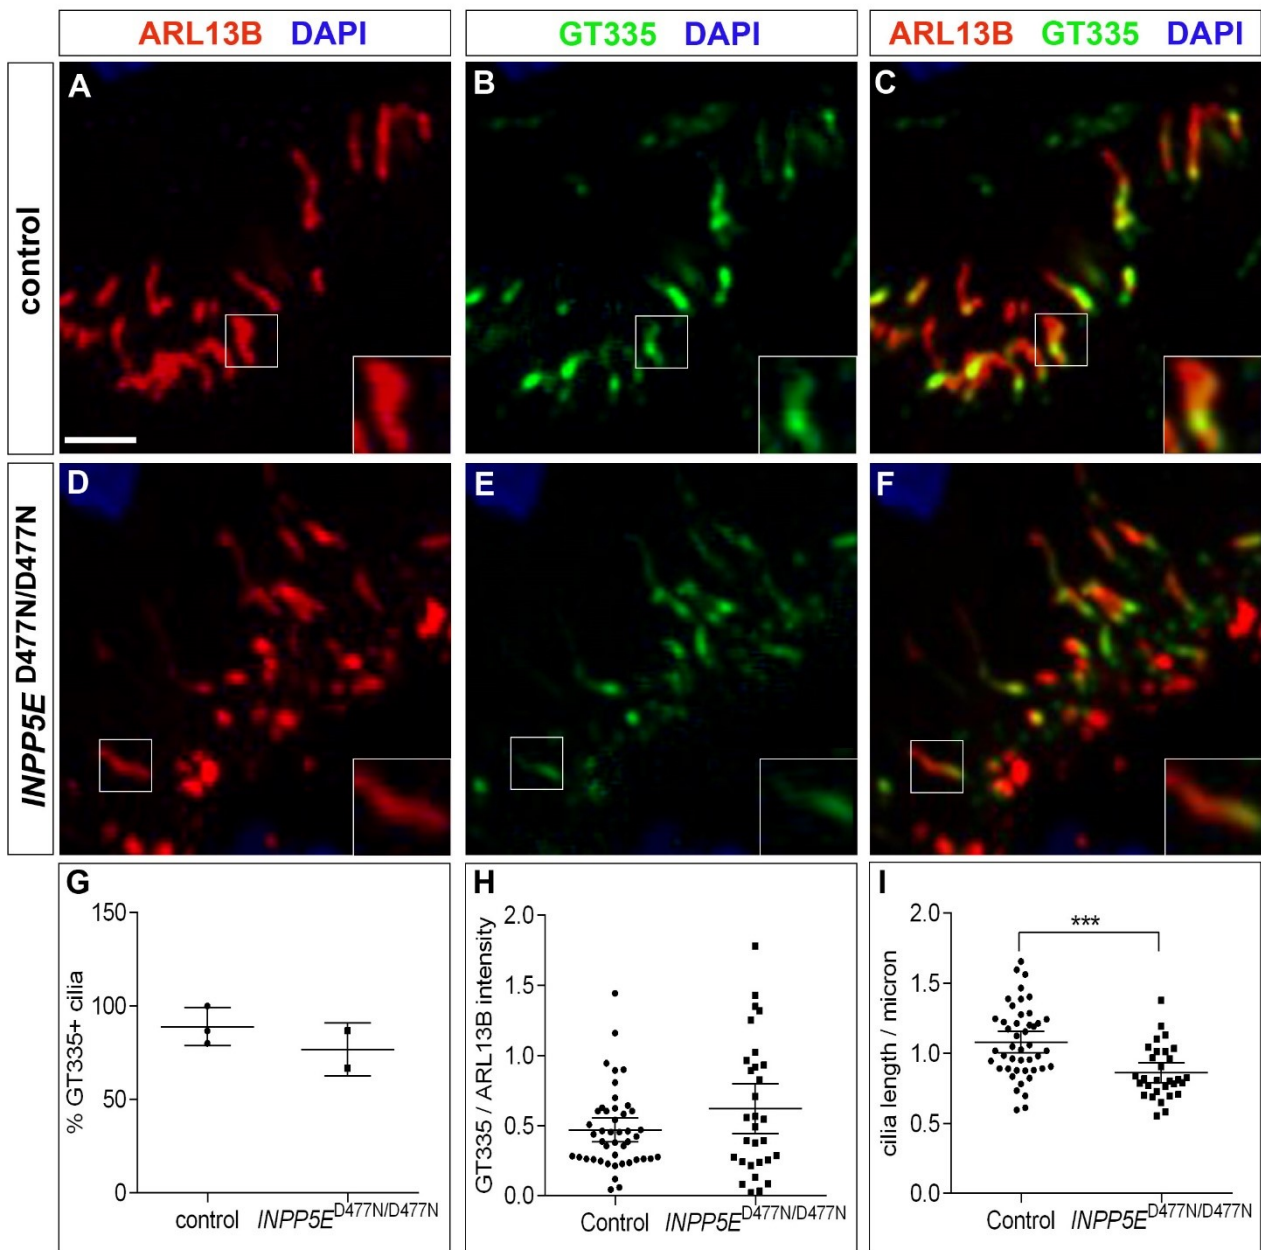 ARL13B DAPI
GT335 DAPI
ARL13B GT335 DAPI
control
A
B
C
INPP5E D477N/D477N
D
E
F
G
% GT335+ cilia
150
100
50
0
control INPP5E D477N/D477N
H
GT335 / ARL13B intensity
2.0
1.5
1.0
0.5
0.0
Control INPP5E D477N/D477N
I
cilia length / micron
2.0
1.5
1.0
0.5
0.0
***
Control INPP5E D477N/D477N